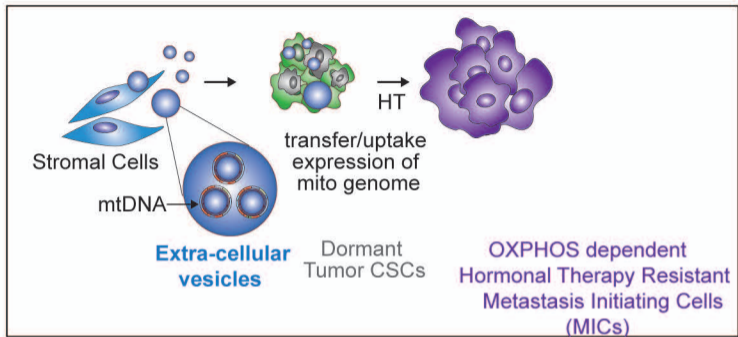 Stromal Cells
mtDNA
Extra-cellular
vesicles
transfer/uptake
expression of
mito genome
HT
Dormant
Tumor CSCs
OXPHOS dependent
Hormonal Therapy Resistant
Metastasis Initiating Cells
(MICs)